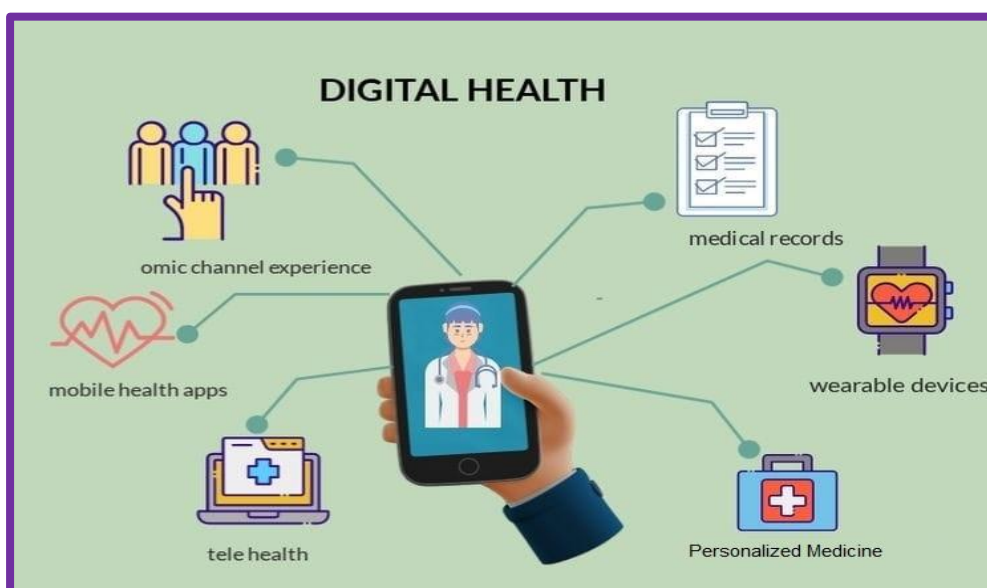 DIGITAL HEALTH
omic channel experience
medical records
mobile health apps
wearable devices
tele health
Personalized Medicine